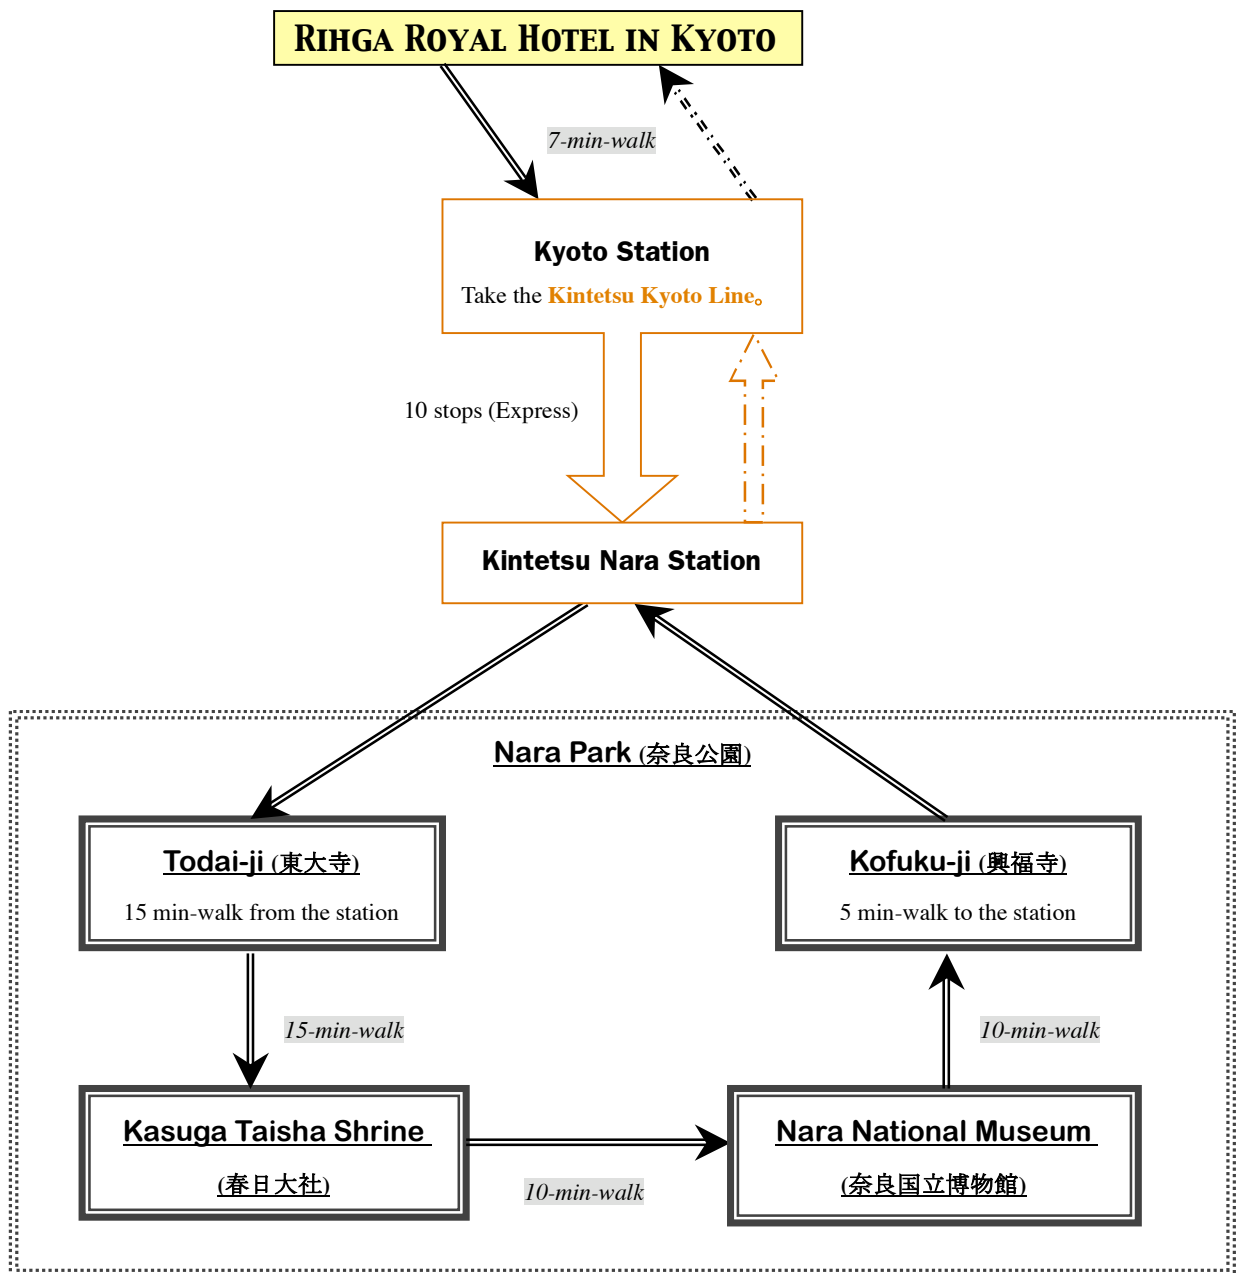 RIHGA ROYAL HOTEL IN KYOTO
7-min-walk
Kyoto Station
Take the Kintetsu Kyoto Line。
10 stops (Express)
Kintetsu Nara Station
Nara Park (奈良公園)
Todai-ji (東大寺)
15 min-walk from the station
Kofuku-ji (興福寺)
5 min-walk to the station
15-min-walk
10-min-walk
Kasuga Taisha Shrine
(春日大社)
10-min-walk
Nara National Museum
(奈良国立博物館)